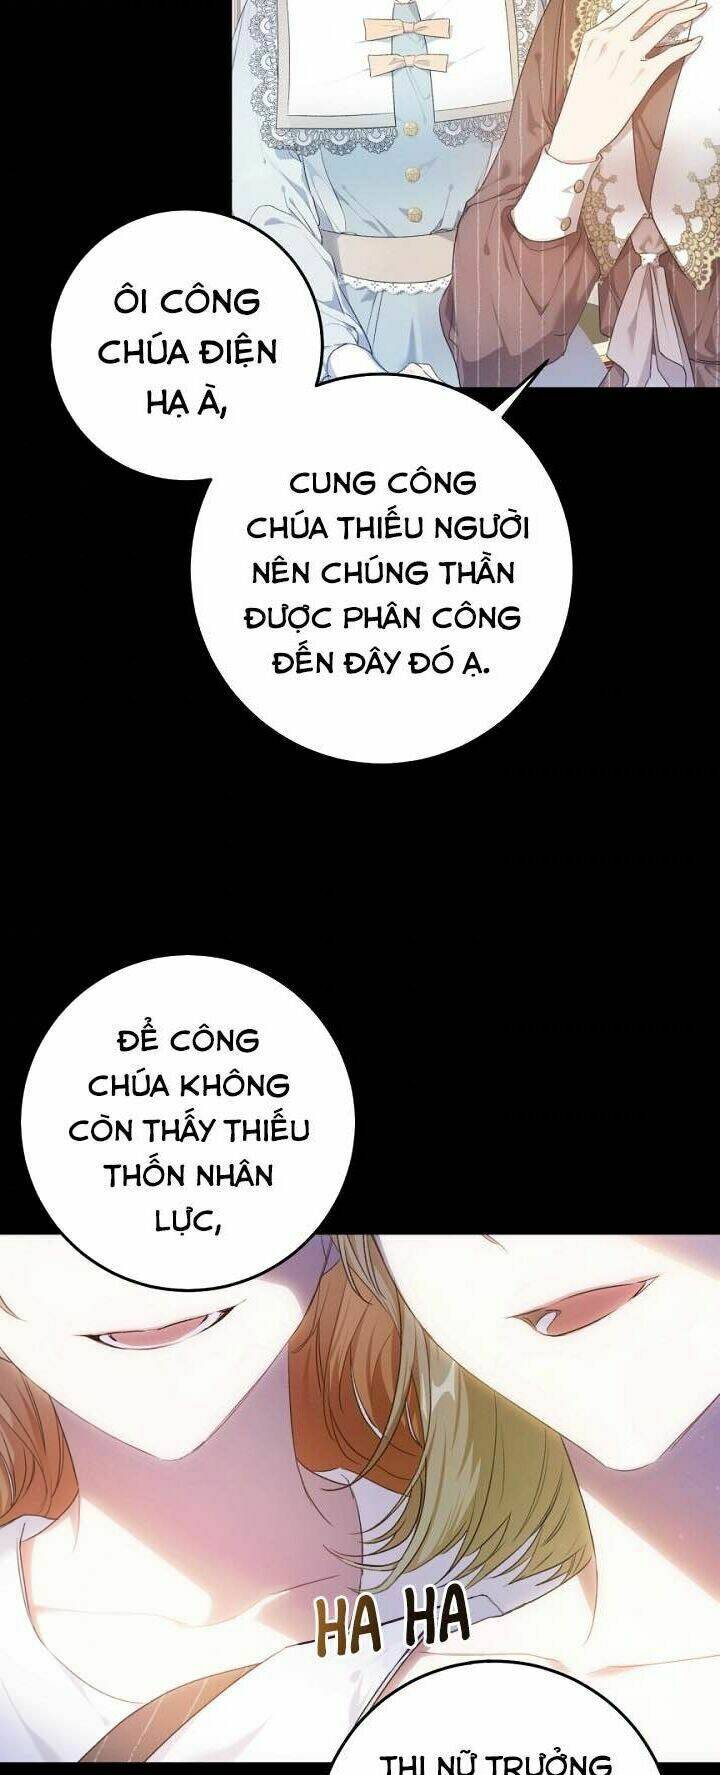 ÔI CÔNG
CHÚA ĐIỆN
HẠ À,
CUNG CÔNG
CHÚA THIẾU NGƯỜI
NÊN CHÚNG THẦN
ĐƯỢC PHÂN CÔNG
ĐẾN ĐÂY ĐÓ Ạ.
ĐỂ CÔNG
CHÚA KHÔNG
CÒN THẤY THIẾU
THỐN NHÂN
LỰC,
HA HA
THỊ NỮ TRƯỞNG